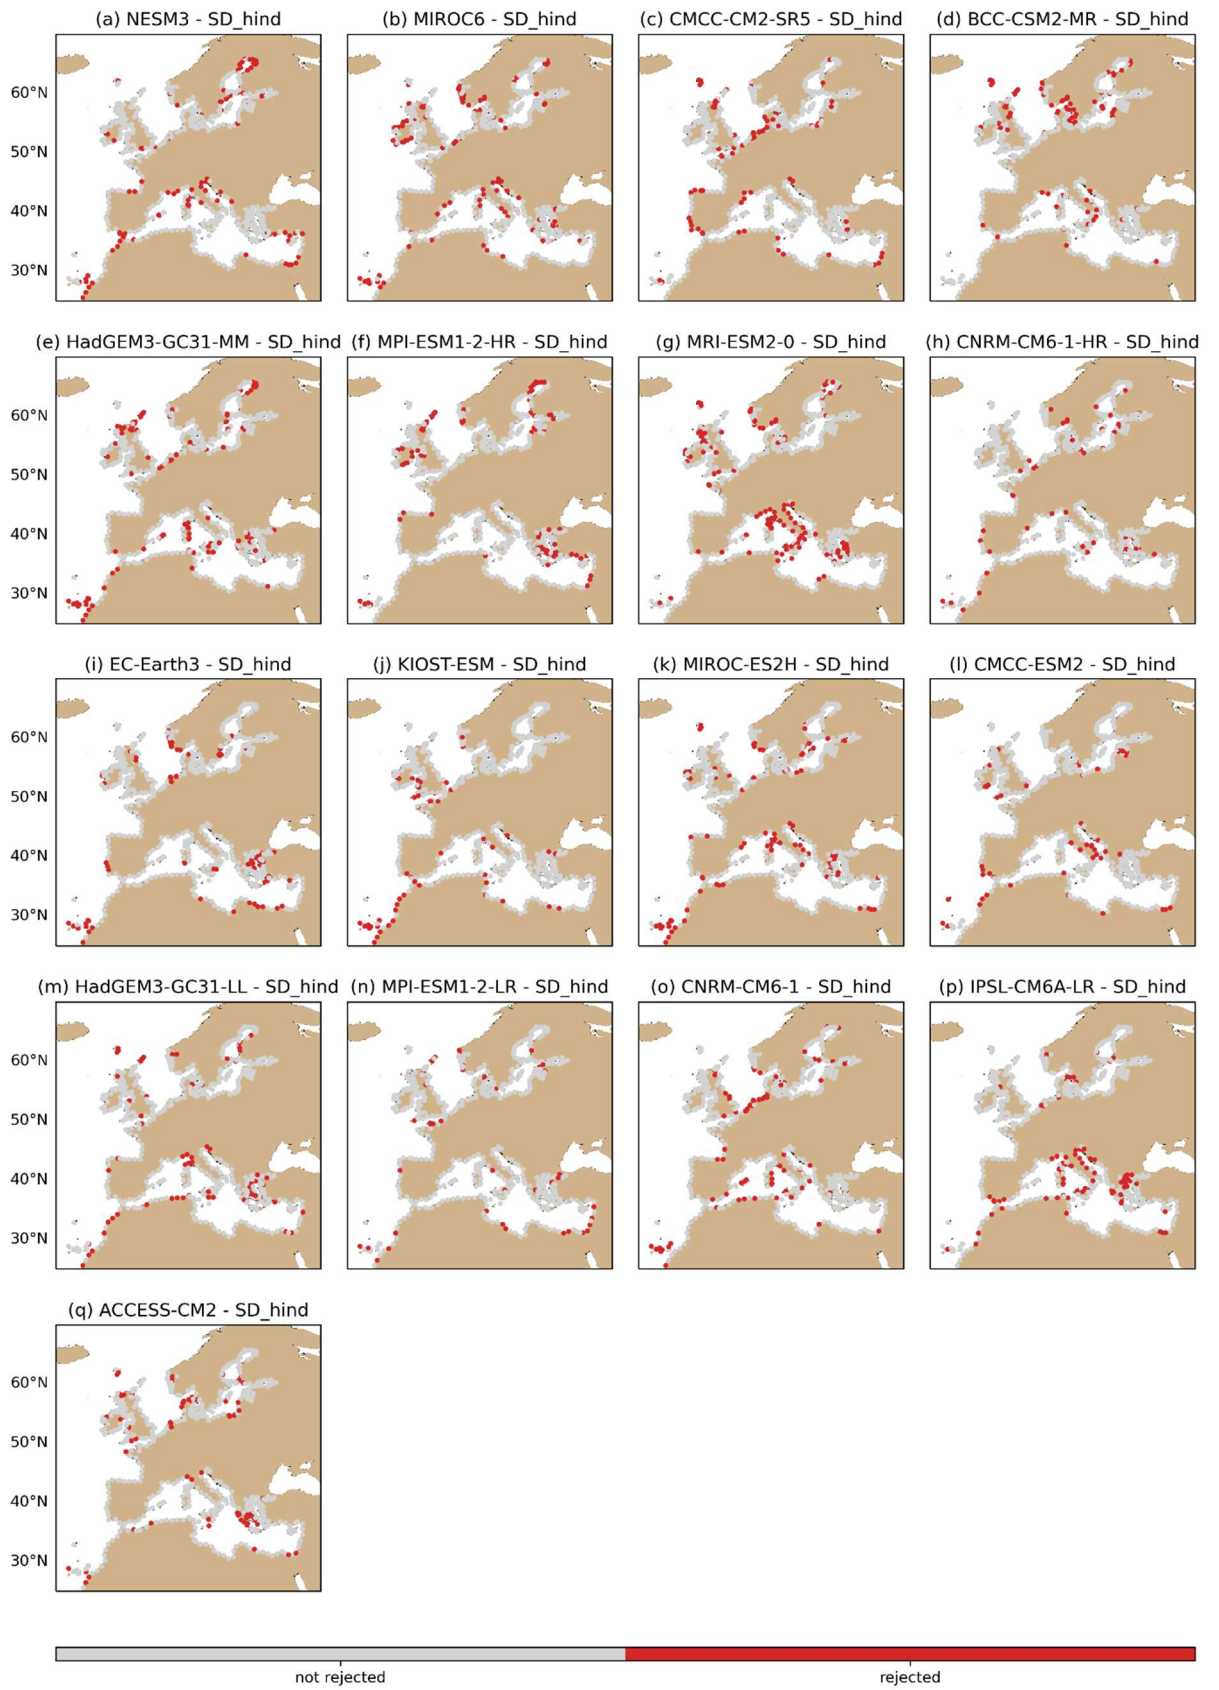 (a) NESM3 - SD_hind (b) MIROC6 - SD_hind (c) CMCC-CM2-SR5 - SD_hind (d) BCC-CSM2-MR - SD_hind
60°N
50°N
40°N
30°N
(e) HadGEM3-GC31-MM - SD_hind (f) MPI-ESM1-2-HR - SD_hind (g) MRI-ESM2-0 - SD_hind (h) CNRM-CM6-1-HR - SD_hind
60°N
50°N
40°N
30°N
(i) EC-Earth3 - SD_hind (j) KIOST-ESM - SD_hind (k) MIROC-ES2H - SD_hind (l) CMCC-ESM2 - SD_hind
60°N
50°N
40°N
30°N
(m) HadGEM3-GC31-LL - SD_hind (n) MPI-ESM1-2-LR - SD_hind (o) CNRM-CM6-1 - SD_hind (p) IPSL-CM6A-LR - SD_hind
60°N
50°N
40°N
30°N
(q) ACCESS-CM2 - SD_hind
60°N
50°N
40°N
30°N
not rejected rejected